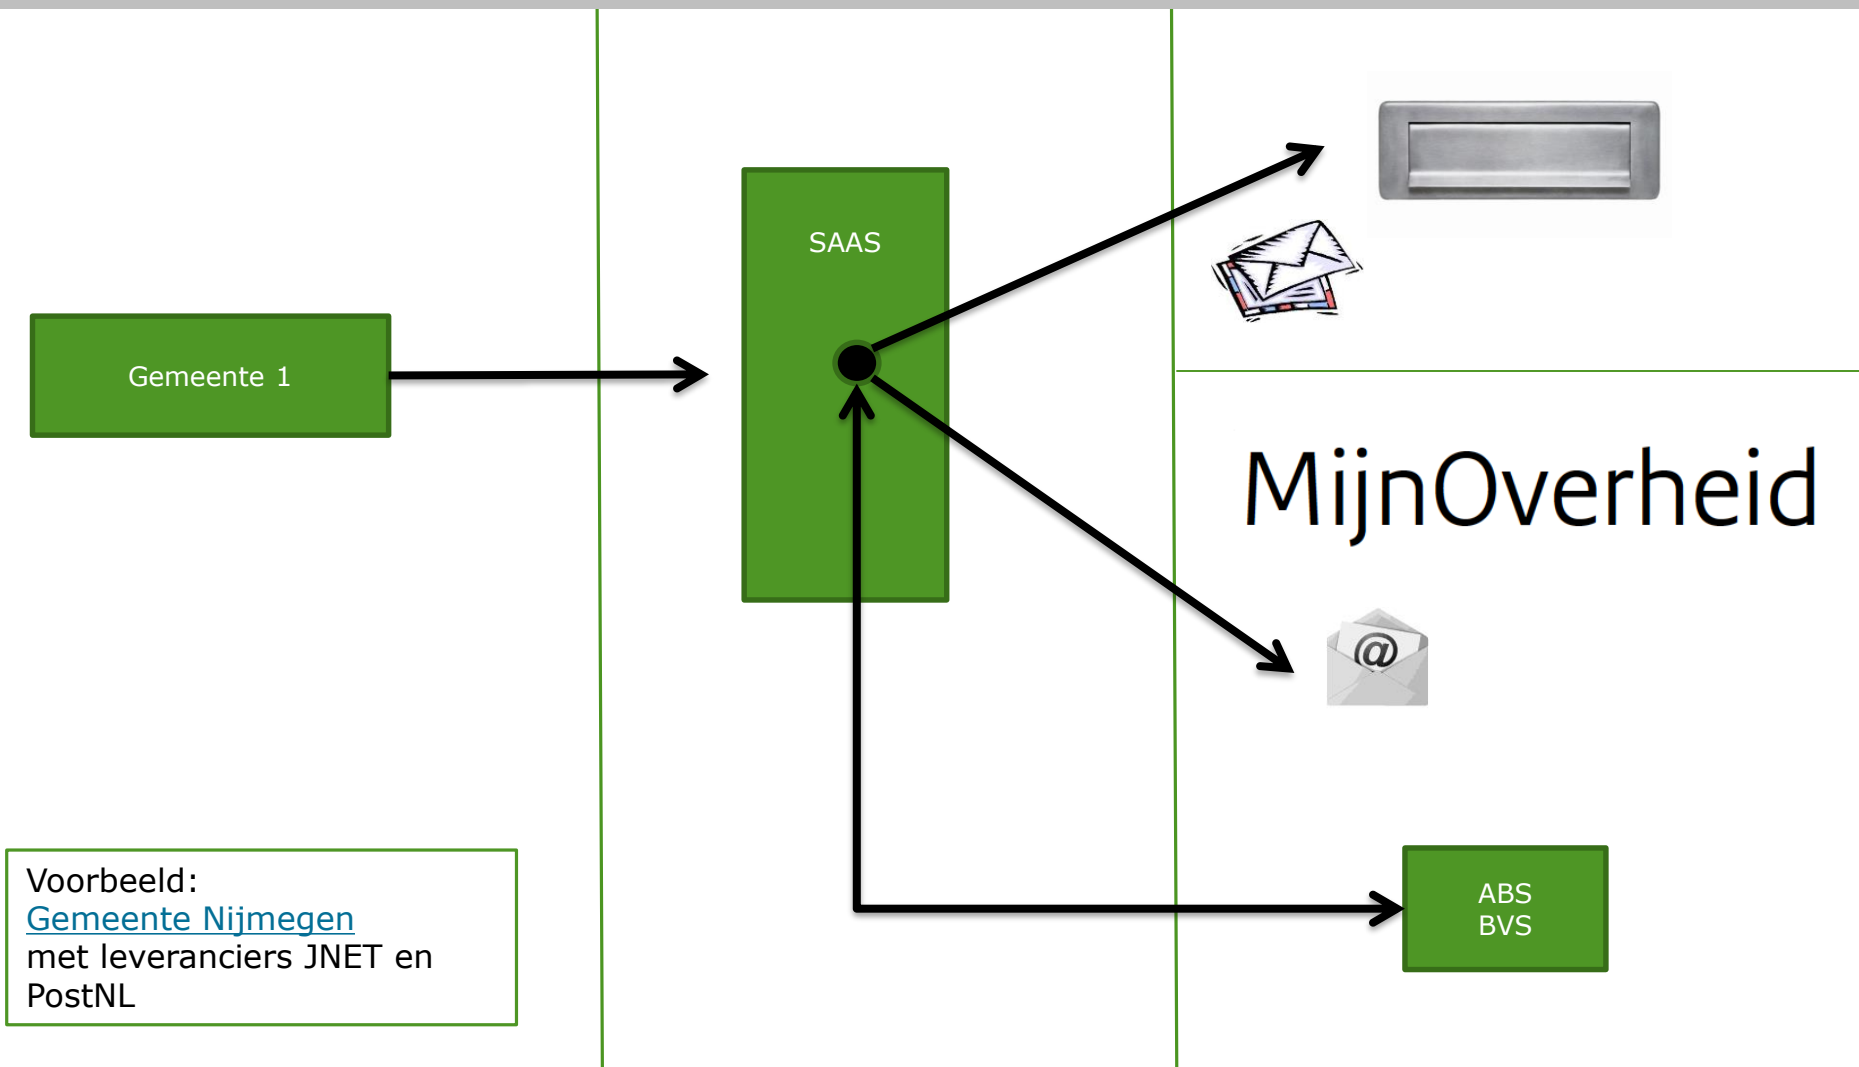 SAAS
Gemeente 1
MijnOverheid
@
ABS
BVS
Voorbeeld:
Gemeente Nijmegen
met leveranciers JNET en
PostNL